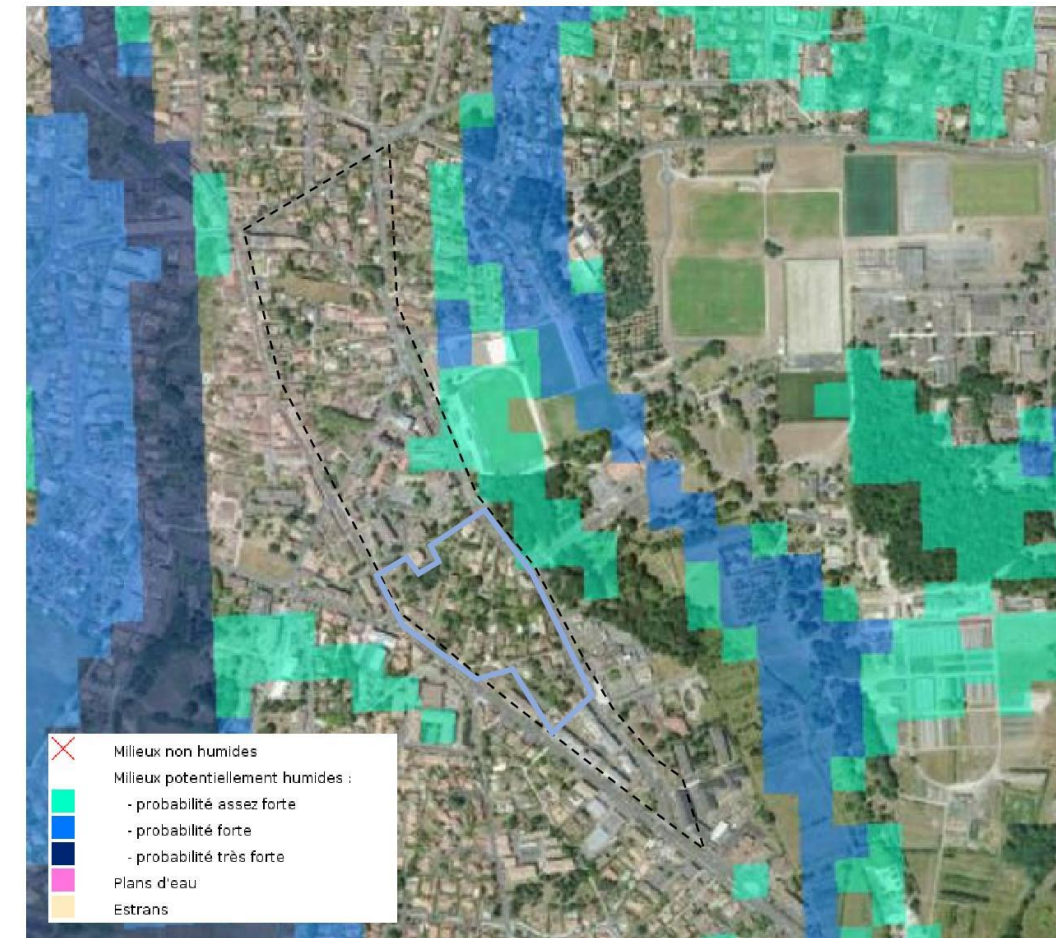 Milieux non humides
Milieux potentiellement humides :
- probabilité assez forte
- probabilité forte
- probabilité très forte
Plans d'eau
Estrans